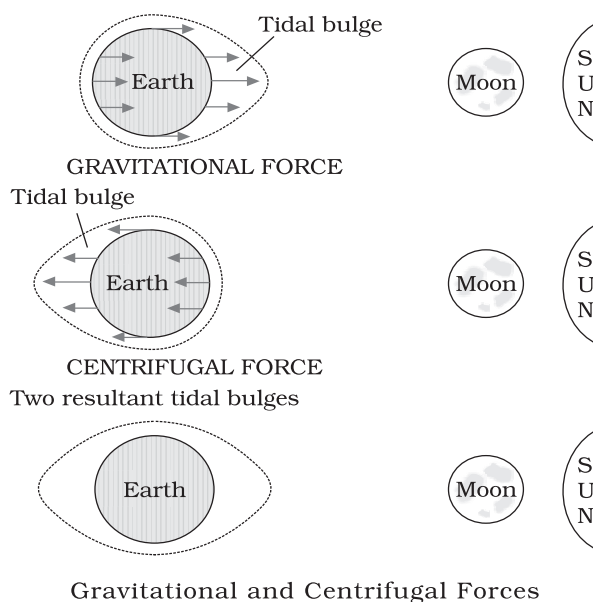 Tidal bulge
Earth
Moon
S
U
N
GRAVITATIONAL FORCE
Tidal bulge
Earth
Moon
S
U
N
CENTRIFUGAL FORCE
Two resultant tidal bulges
Earth
Moon
S
U
N
Gravitational and Centrifugal Forces